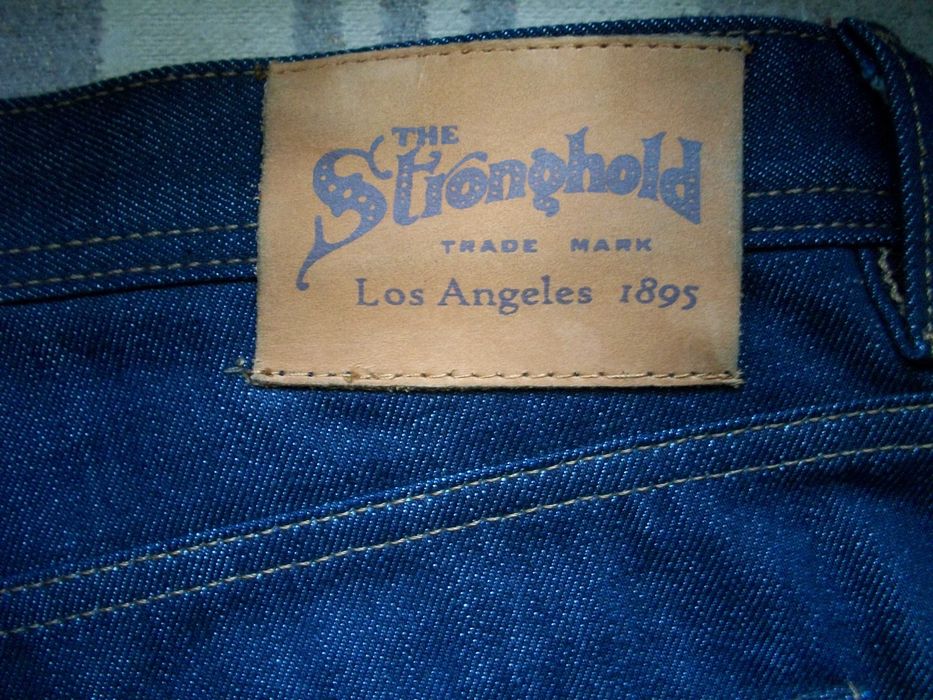 THE
Stronghold
TRADE MARK
Los Angeles 1895